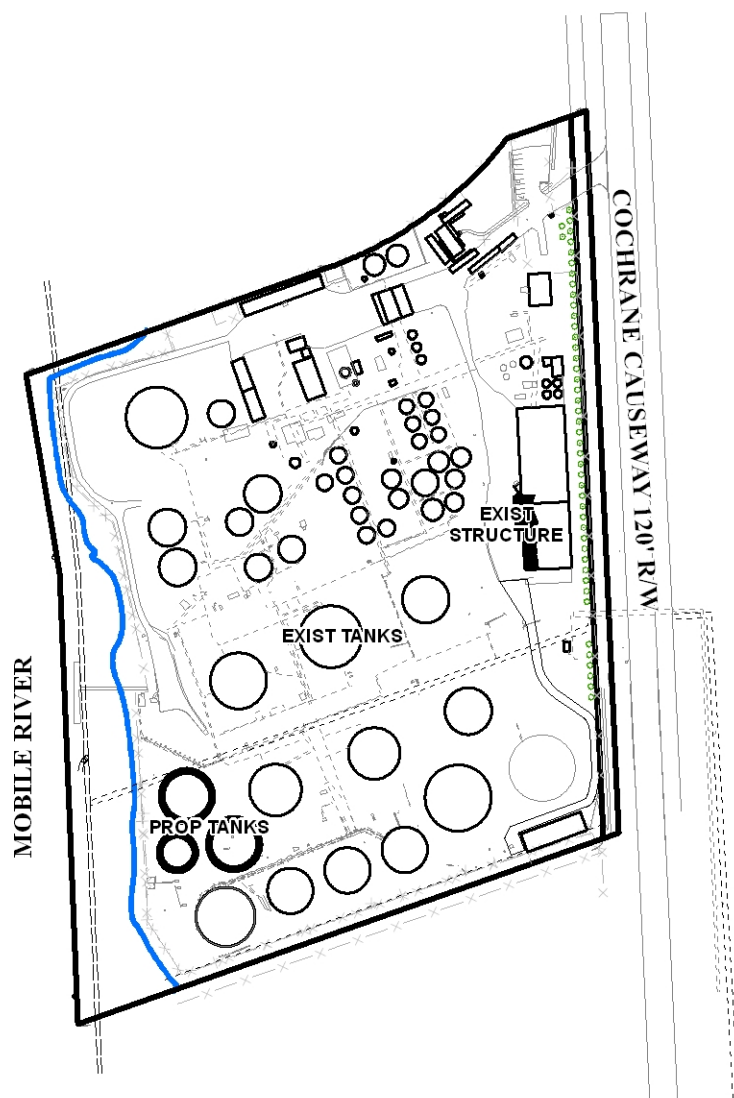 COCHRANE CAUSEWAY 120' R/W
EXIST
STRUCTURE
EXIST TANKS
MOBILE RIVER
PROP TANKS